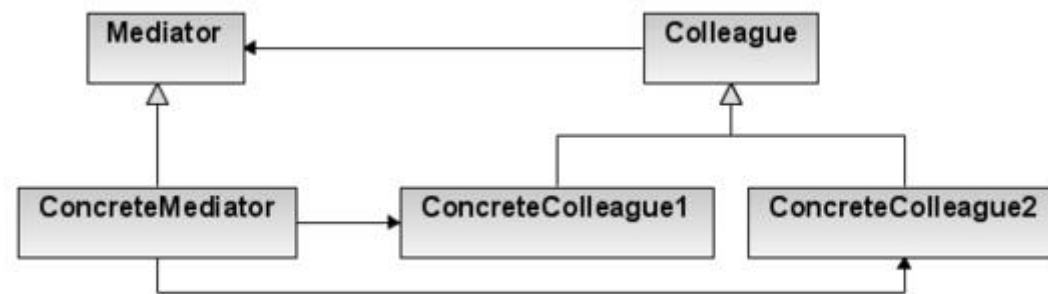 Mediator
Colleague
ConcreteMediator
ConcreteColleague1
ConcreteColleague2